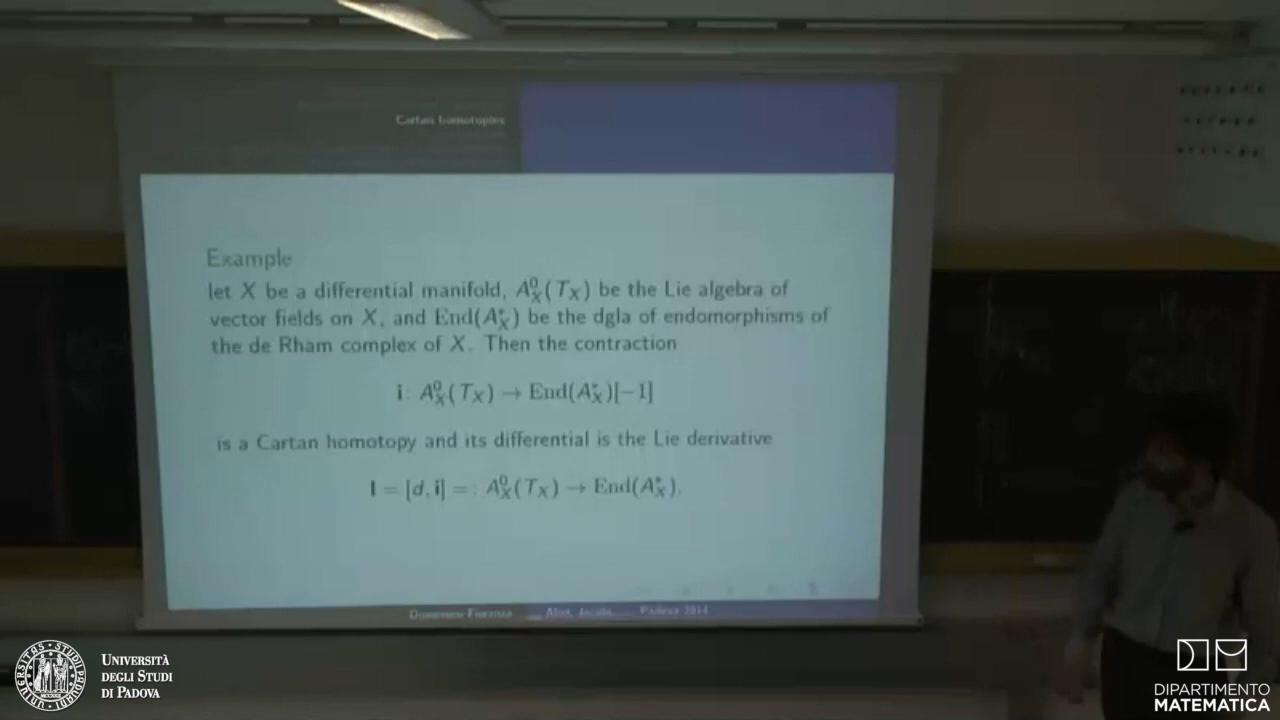 Cartan homotopies
Example
let X be a differential manifold, A⁰_X(T_X) be the Lie algebra of
vector fields on X, and End(A*_X) be the dgla of endomorphisms of
the de Rham complex of X. Then the contraction
i: A⁰_X(T_X) → End(A*_X)[−1]
is a Cartan homotopy and its differential is the Lie derivative
l = [d, i] =: A⁰_X(T_X) → End(A*_X).
Domenico Fiorenza
Padova 2014
UNIVERSITÀ
DEGLI STUDI
DI PADOVA
DIPARTIMENTO
MATEMATICA